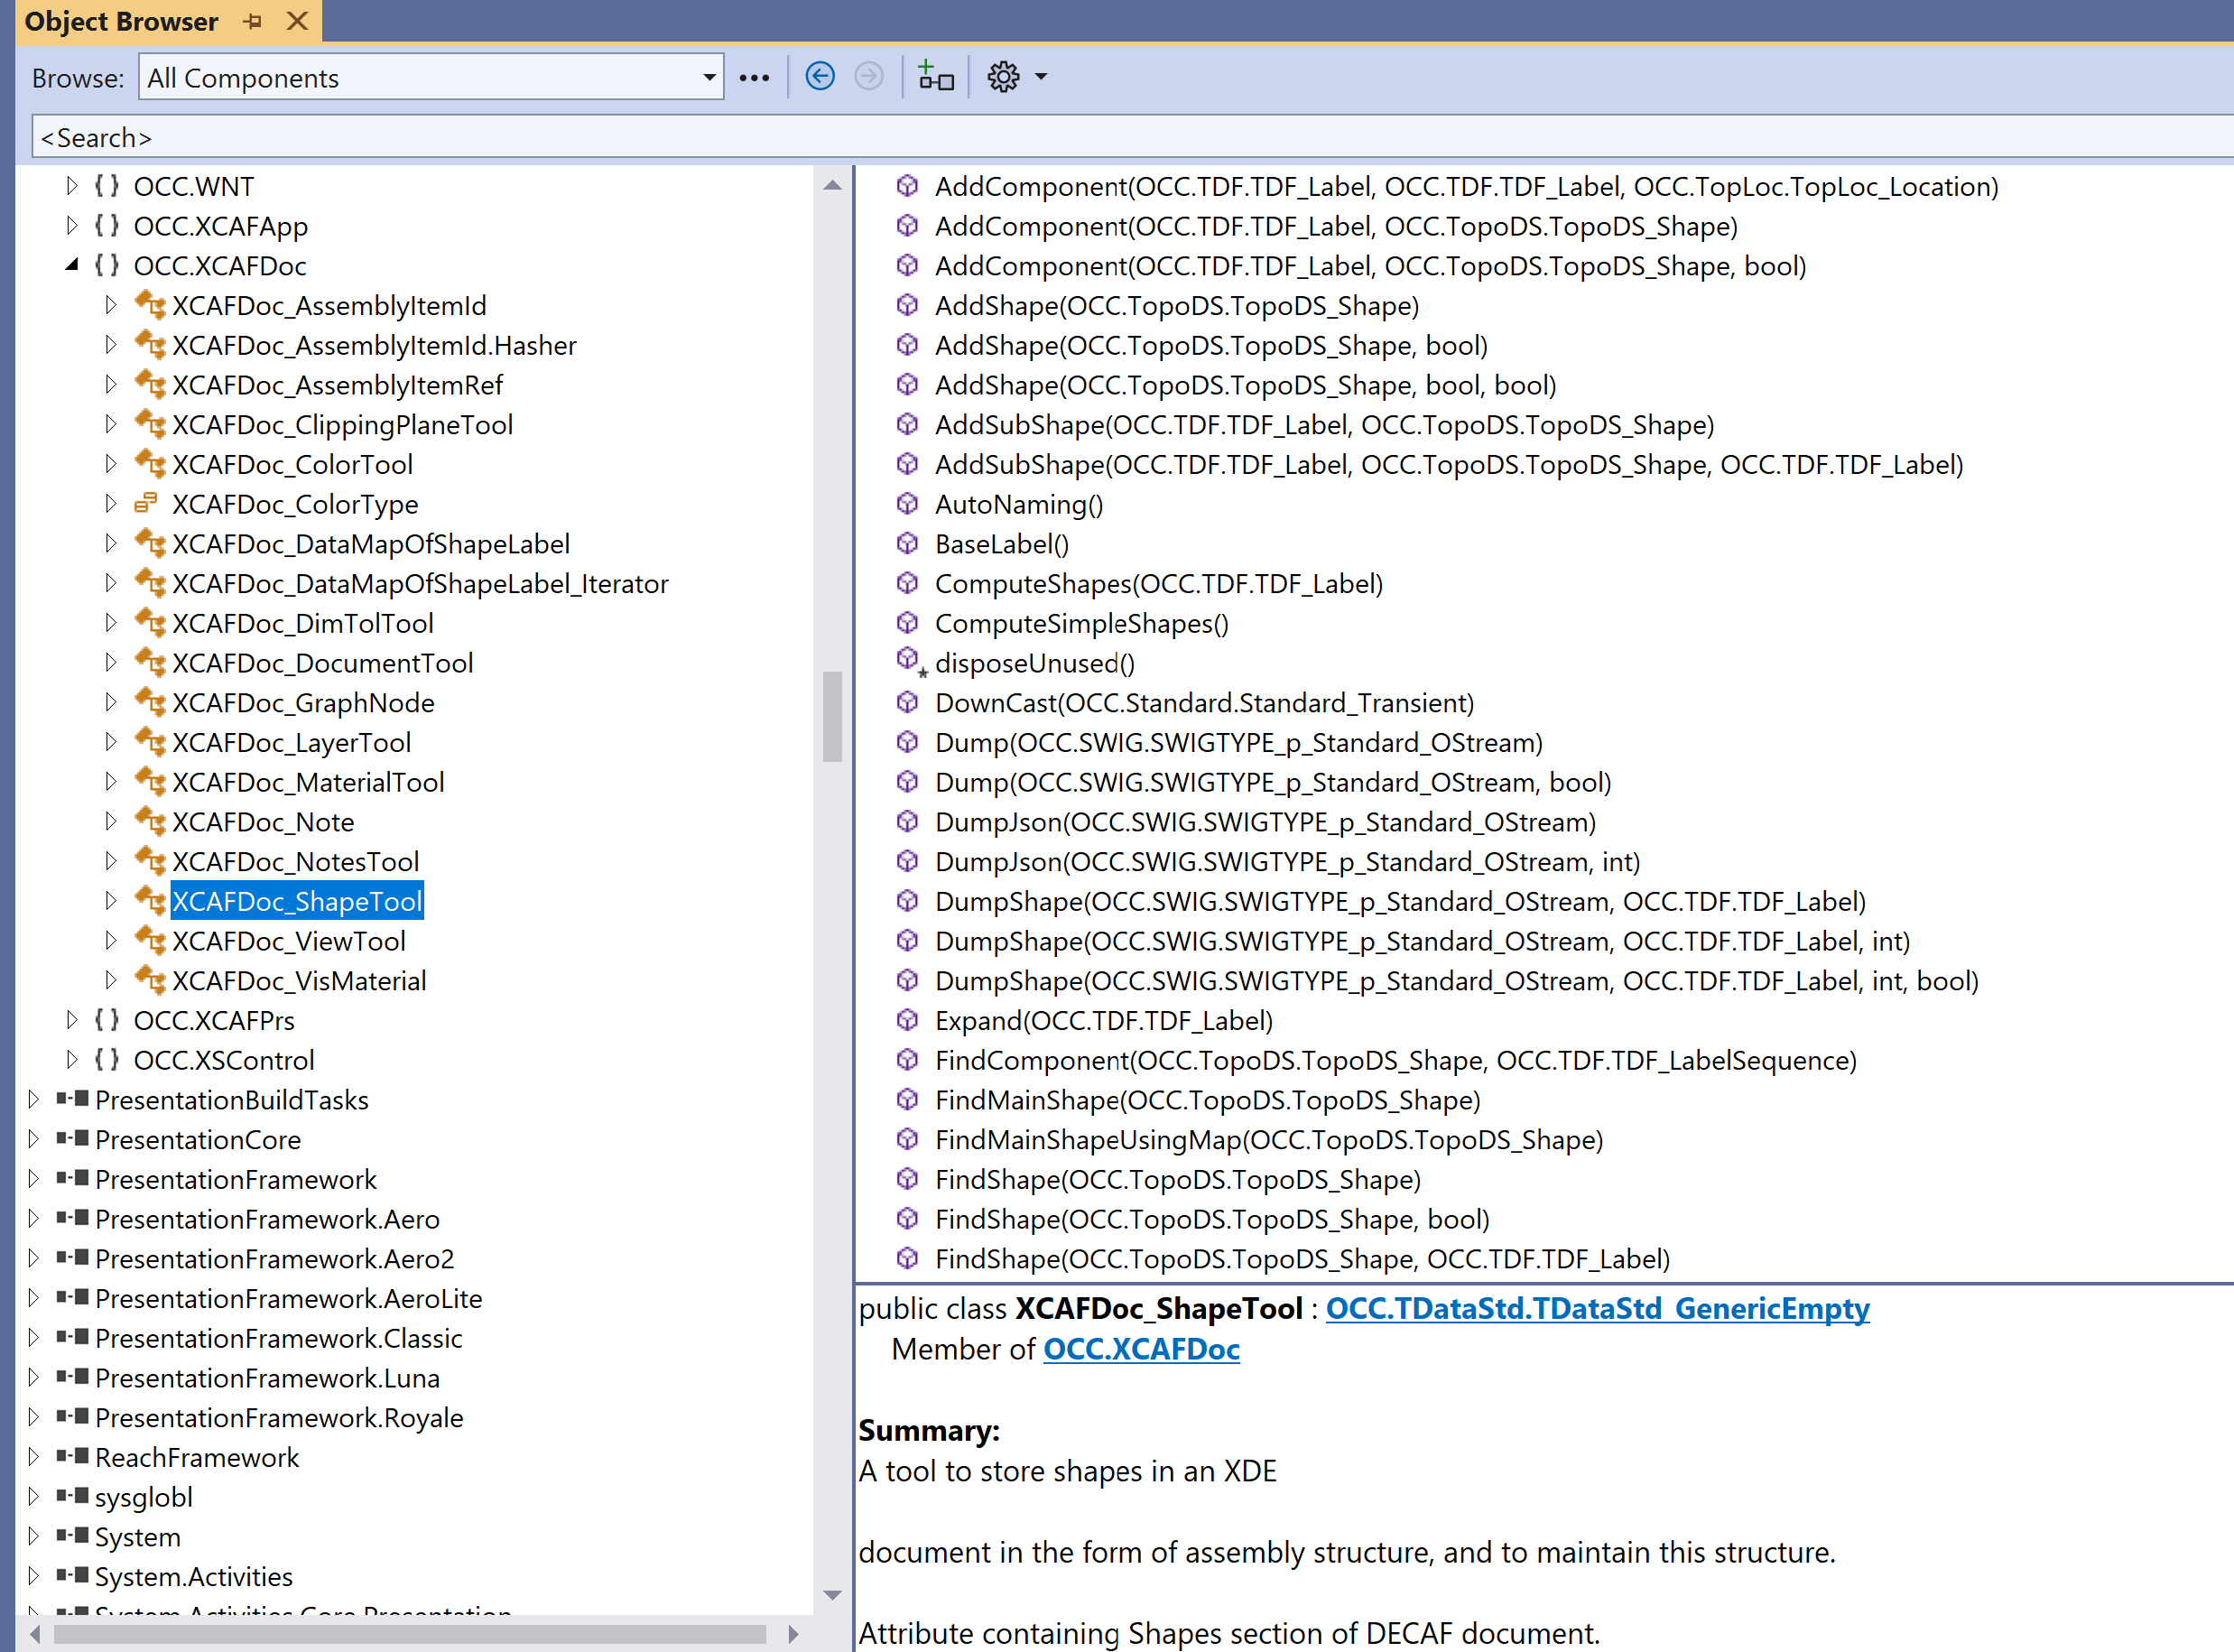 Object Browser
Browse: All Components
<Search>
OCC.WNT
OCC.XCAFApp
OCC.XCAFDoc
XCAFDoc_AssemblyItemId
XCAFDoc_AssemblyItemId.Hasher
XCAFDoc_AssemblyItemRef
XCAFDoc_ClippingPlaneTool
XCAFDoc_ColorTool
XCAFDoc_ColorType
XCAFDoc_DataMapOfShapeLabel
XCAFDoc_DataMapOfShapeLabel_Iterator
XCAFDoc_DimTolTool
XCAFDoc_DocumentTool
XCAFDoc_GraphNode
XCAFDoc_LayerTool
XCAFDoc_MaterialTool
XCAFDoc_Note
XCAFDoc_NotesTool
XCAFDoc_ShapeTool
XCAFDoc_ViewTool
XCAFDoc_VisMaterial
OCC.XCAFPrs
OCC.XSControl
PresentationBuildTasks
PresentationCore
PresentationFramework
PresentationFramework.Aero
PresentationFramework.Aero2
PresentationFramework.AeroLite
PresentationFramework.Classic
PresentationFramework.Luna
PresentationFramework.Royale
ReachFramework
sysglobl
System
System.Activities
System.Activities.Core.Presentation
AddComponent(OCC.TDF.TDF_Label, OCC.TDF.TDF_Label, OCC.TopLoc.TopLoc_Location)
AddComponent(OCC.TDF.TDF_Label, OCC.TopoDS.TopoDS_Shape)
AddComponent(OCC.TDF.TDF_Label, OCC.TopoDS.TopoDS_Shape, bool)
AddShape(OCC.TopoDS.TopoDS_Shape)
AddShape(OCC.TopoDS.TopoDS_Shape, bool)
AddShape(OCC.TopoDS.TopoDS_Shape, bool, bool)
AddSubShape(OCC.TDF.TDF_Label, OCC.TopoDS.TopoDS_Shape)
AddSubShape(OCC.TDF.TDF_Label, OCC.TopoDS.TopoDS_Shape, OCC.TDF.TDF_Label)
AutoNaming()
BaseLabel()
ComputeShapes(OCC.TDF.TDF_Label)
ComputeSimpleShapes()
disposeUnused()
DownCast(OCC.Standard.Standard_Transient)
Dump(OCC.SWIG.SWIGTYPE_p_Standard_OStream)
Dump(OCC.SWIG.SWIGTYPE_p_Standard_OStream, bool)
DumpJson(OCC.SWIG.SWIGTYPE_p_Standard_OStream)
DumpJson(OCC.SWIG.SWIGTYPE_p_Standard_OStream, int)
DumpShape(OCC.SWIG.SWIGTYPE_p_Standard_OStream, OCC.TDF.TDF_Label)
DumpShape(OCC.SWIG.SWIGTYPE_p_Standard_OStream, OCC.TDF.TDF_Label, int)
DumpShape(OCC.SWIG.SWIGTYPE_p_Standard_OStream, OCC.TDF.TDF_Label, int, bool)
Expand(OCC.TDF.TDF_Label)
FindComponent(OCC.TopoDS.TopoDS_Shape, OCC.TDF.TDF_LabelSequence)
FindMainShape(OCC.TopoDS.TopoDS_Shape)
FindMainShapeUsingMap(OCC.TopoDS.TopoDS_Shape)
FindShape(OCC.TopoDS.TopoDS_Shape)
FindShape(OCC.TopoDS.TopoDS_Shape, bool)
FindShape(OCC.TopoDS.TopoDS_Shape, OCC.TDF.TDF_Label)
public class XCAFDoc_ShapeTool : OCC.TDataStd.TDataStd_GenericEmpty
Member of OCC.XCAFDoc
Summary:
A tool to store shapes in an XDE
document in the form of assembly structure, and to maintain this structure.
Attribute containing Shapes section of DECAF document.